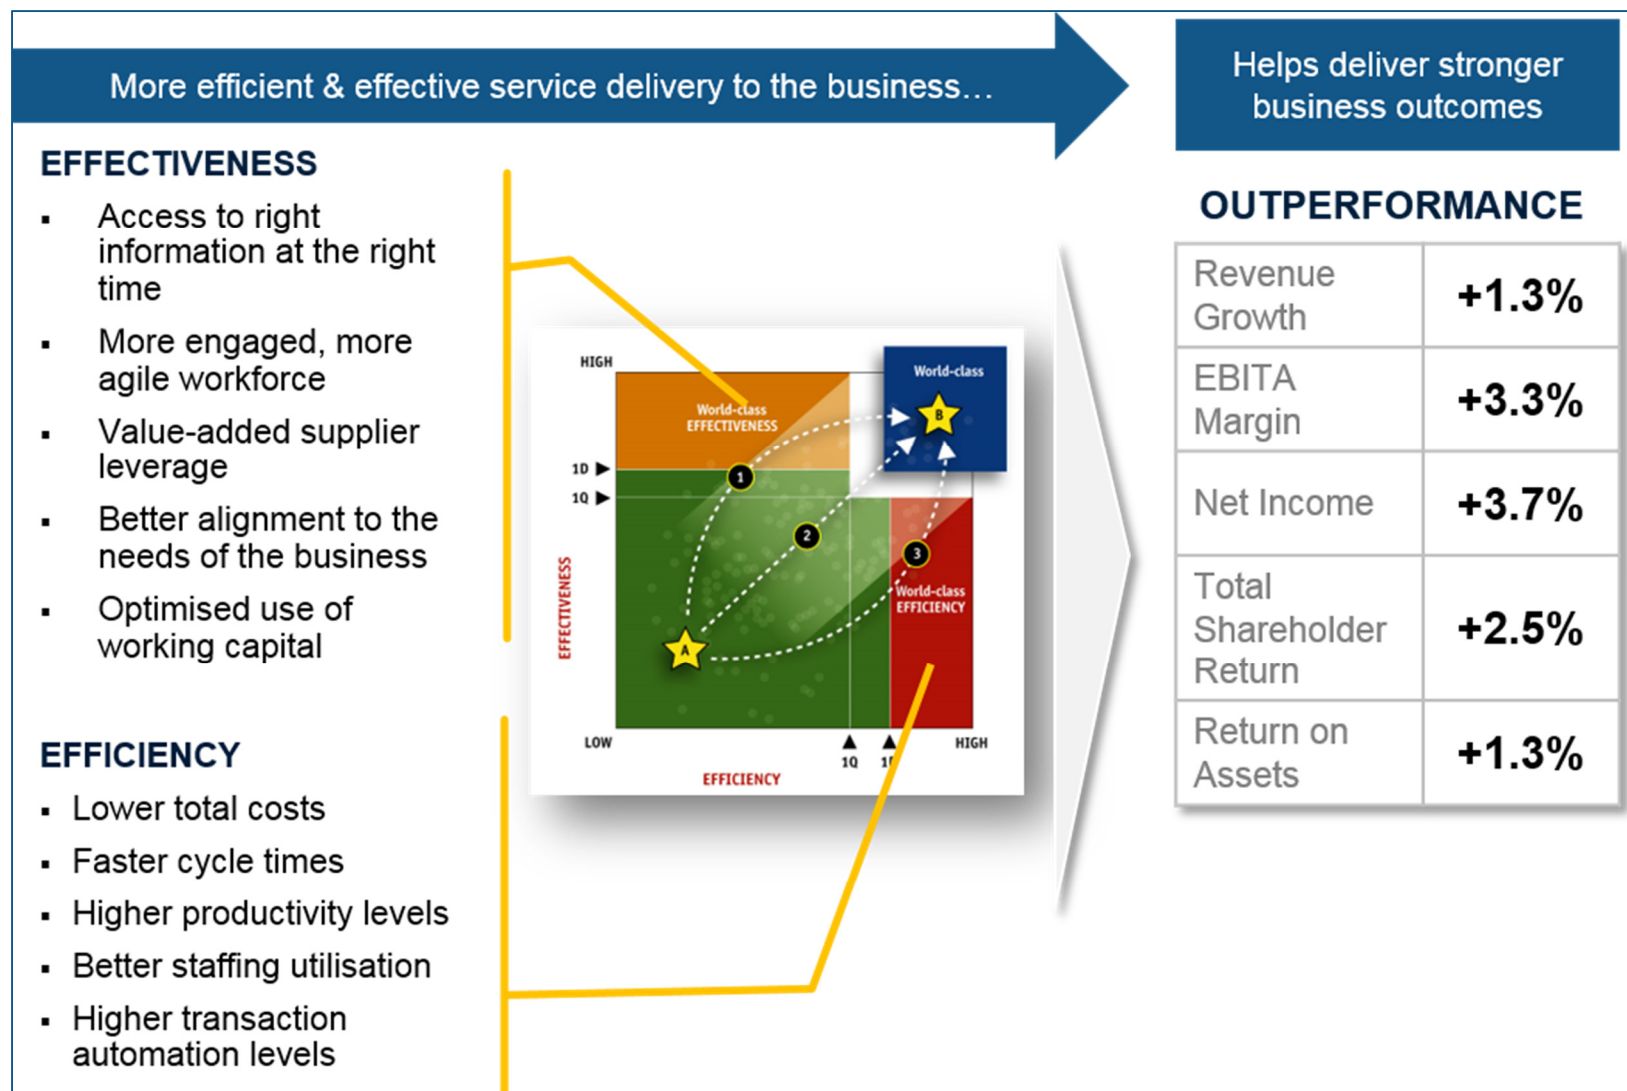 More efficient & effective service delivery to the business…
Helps deliver stronger
business outcomes
EFFECTIVENESS
▪ Access to right
information at the right
time
▪ More engaged, more
agile workforce
▪ Value-added supplier
leverage
▪ Better alignment to the
needs of the business
▪ Optimised use of
working capital
EFFICIENCY
▪ Lower total costs
▪ Faster cycle times
▪ Higher productivity levels
▪ Better staffing utilisation
▪ Higher transaction
automation levels
HIGH
World-class
EFFECTIVENESS
World-class
B
1D
1Q
1
2
3
EFFECTIVENESS
World-class
EFFICIENCY
A
LOW
1Q
HIGH
EFFICIENCY
OUTPERFORMANCE
Revenue
Growth
+1.3%
EBITA
Margin
+3.3%
Net Income
+3.7%
Total
Shareholder
Return
+2.5%
Return on
Assets
+1.3%